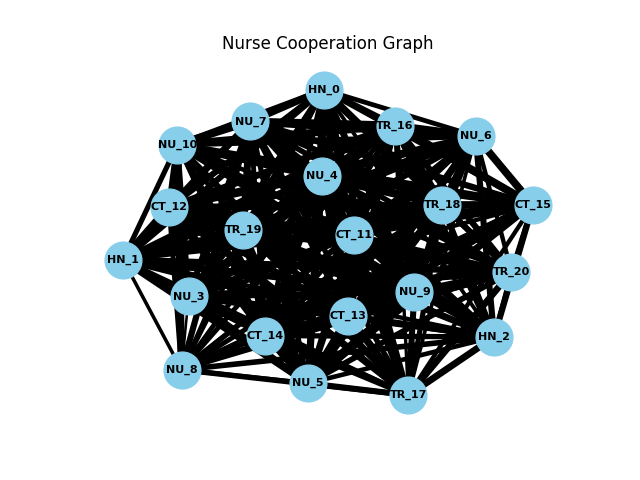 Nurse Cooperation Graph
HN_0
NU_7
TR_16
NU_6
NU_10
NU_4
CT_12
TR_18
CT_15
TR_19
CT_11
HN_1
TR_20
NU_3
NU_9
CT_13
CT_14
HN_2
NU_8
NU_5
TR_17